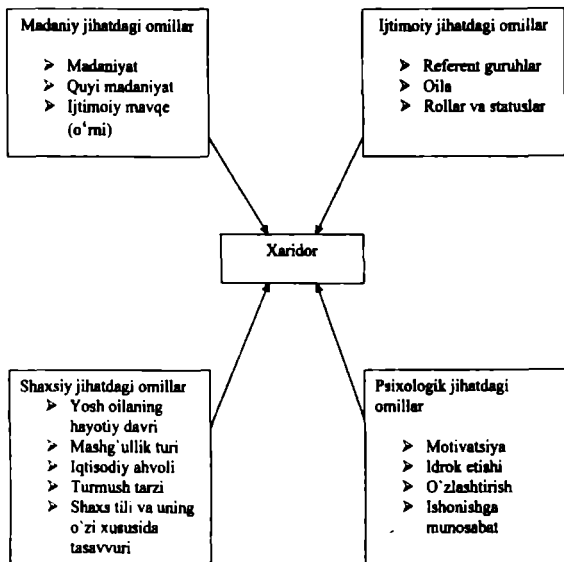 Madaniy jihatdagi omillar
➤ Madaniyat
➤ Quyi madaniyat
➤ Ijtimoiy mavqe
(o‘rni)
Ijtimoiy jihatdagi omillar
➤ Referent guruhlar
➤ Oila
➤ Rollar va statuslar
Xaridor
Shaxsiy jihatdagi omillar
➤ Yosh oilaning
hayotiy davri
➤ Mashg`ullik turi
➤ Iqtisodiy ahvoli
➤ Turmush tarzi
➤ Shaxs tili va uning
o`zi xususida
tasavvuri
Psixologik jihatdagi
omillar
➤ Motivatsiya
➤ Idrok etishi
➤ O`zlashtirish
➤ Ishonishga
munosabat